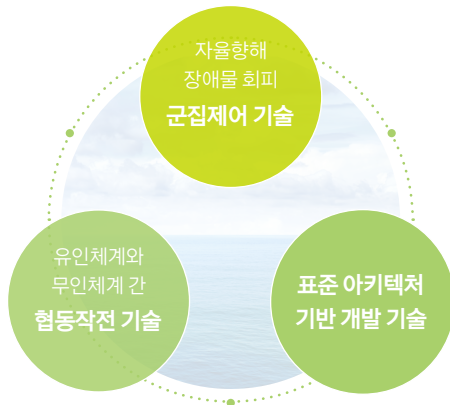 자율항해
장애물 회피
군집제어 기술
유인체계와
무인체계 간
협동작전 기술
표준 아키텍처
기반 개발 기술